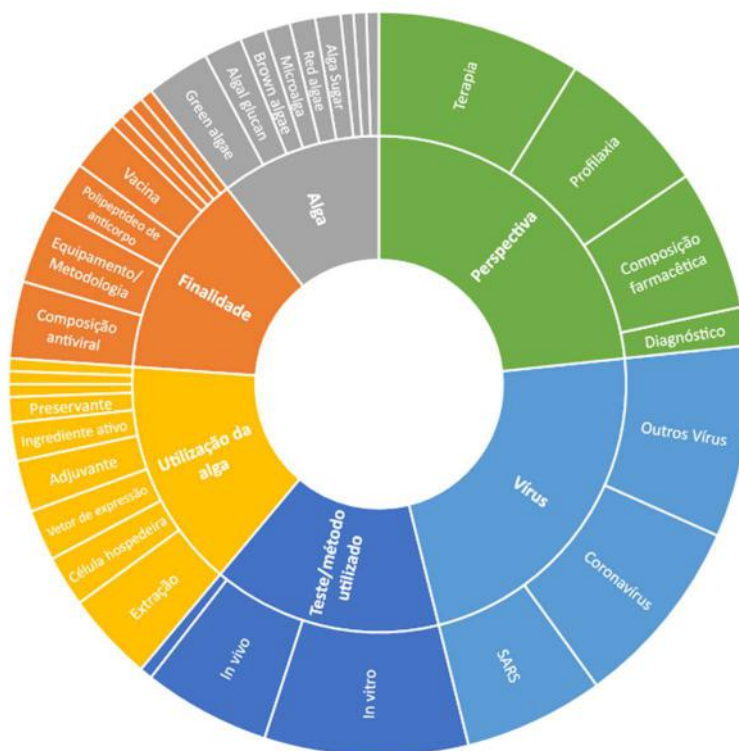 Terapia
Profilaxia
Composição
farmacêtica
Diagnóstico
Perspectiva
Outros Vírus
Coronavírus
SARS
Vírus
In vitro
In vivo
Teste/método
utilizado
Extração
Célula hospedeira
Vetor de expressão
Adjuvante
Ingrediente ativo
Preservante
Utilização da
alga
Composição
antiviral
Equipamento/
Metodologia
Polipeptídeo de
anticorpo
Vacina
Finalidade
Green algae
Algal glucan
Brown algae
Microalga
Red algae
Alga Sugar
Alga